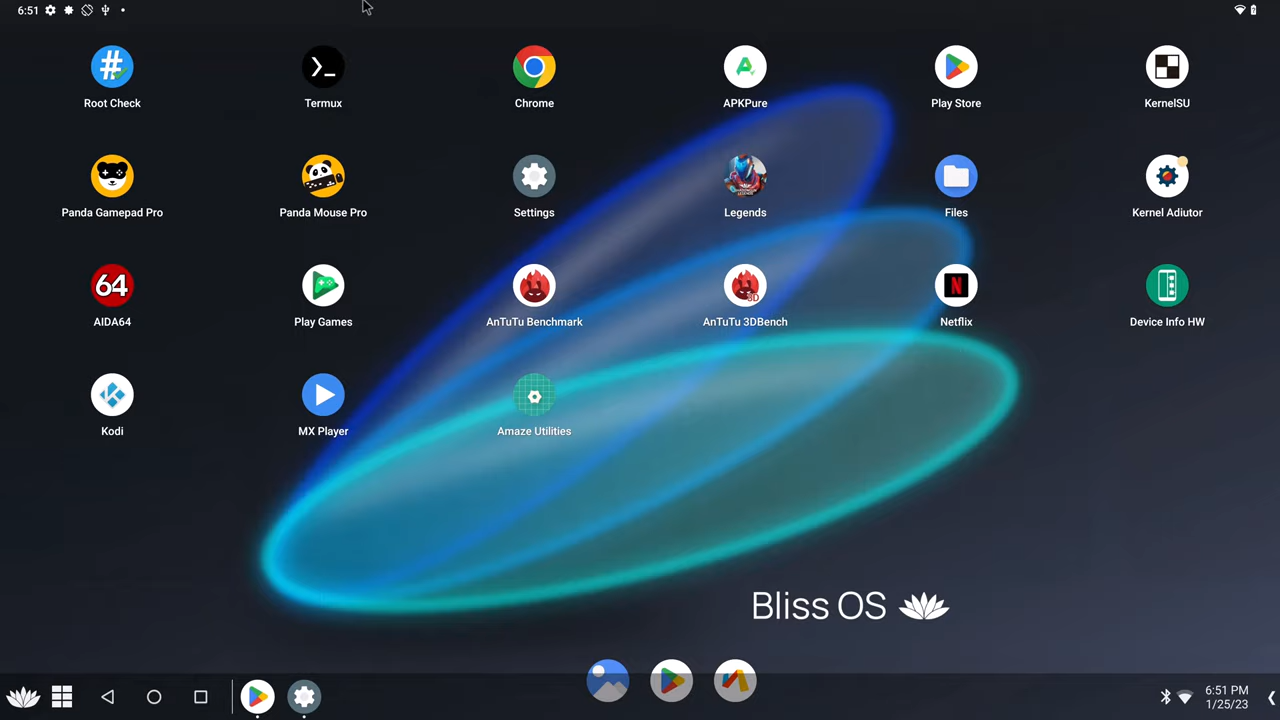 6:51
Root Check
Termux
Chrome
APKPure
Play Store
KernelSU
Panda Gamepad Pro
Panda Mouse Pro
Settings
Legends
Files
Kernel Adiutor
64
N
3D
AIDA64
Play Games
AnTuTu Benchmark
AnTuTu 3DBench
Netflix
Device Info HW
Kodi
MX Player
Amaze Utilities
Bliss OS
6:51 PM
1/25/23